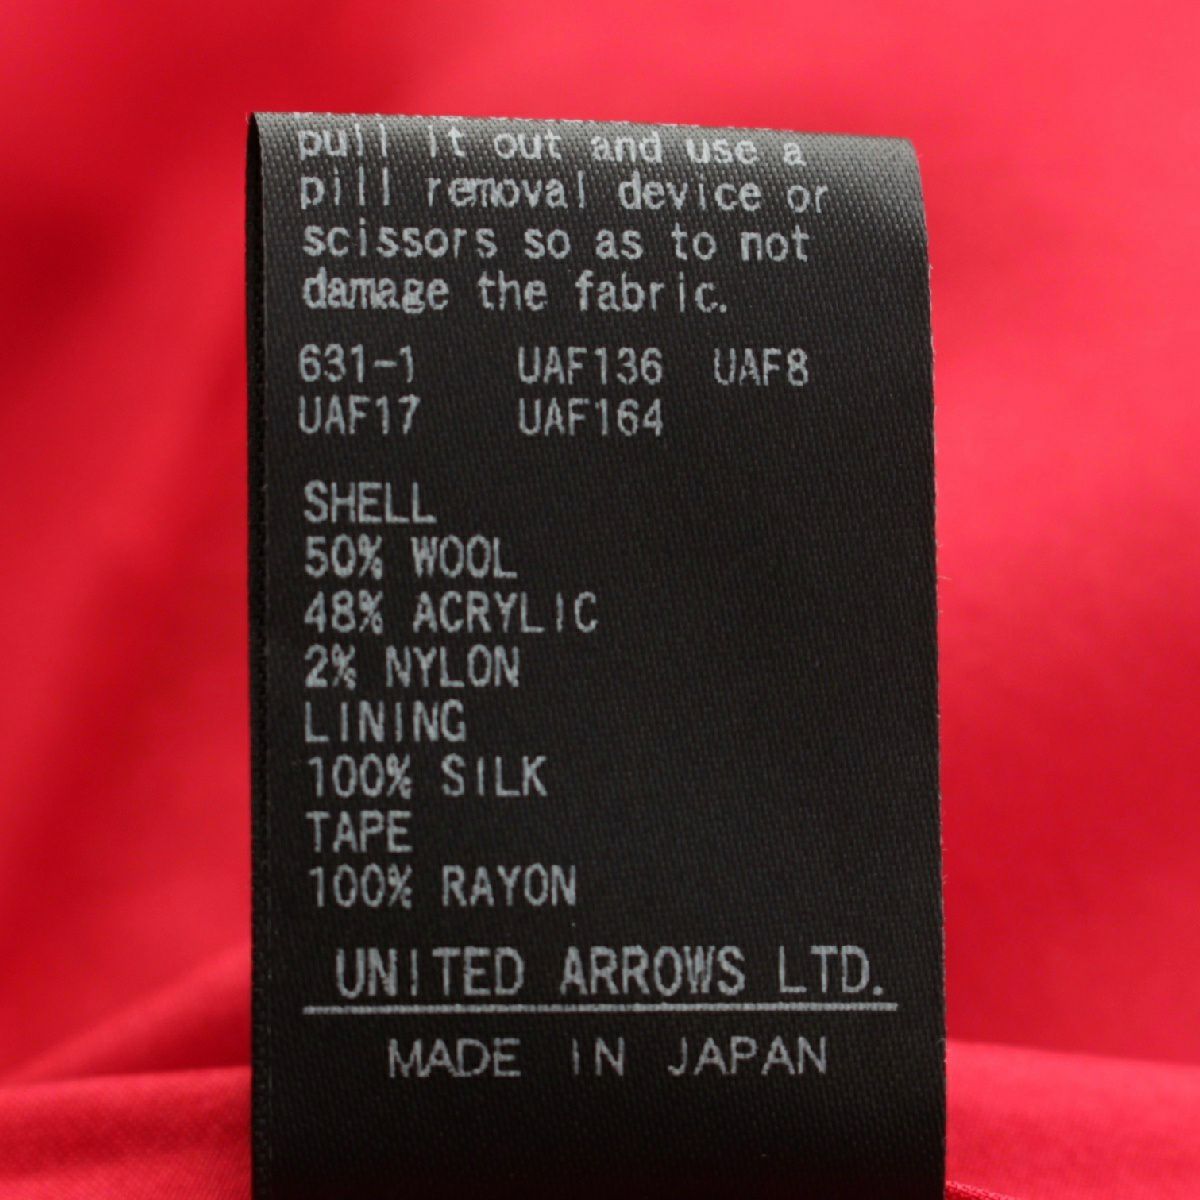 pull it out and use a
pill removal device or
scissors so as to not
damage the fabric.
631-1 UAF136 UAF8
UAF17 UAF164
SHELL
50% WOOL
48% ACRYLIC
2% NYLON
LINING
100% SILK
TAPE
100% RAYON
UNITED ARROWS LTD.
MADE IN JAPAN